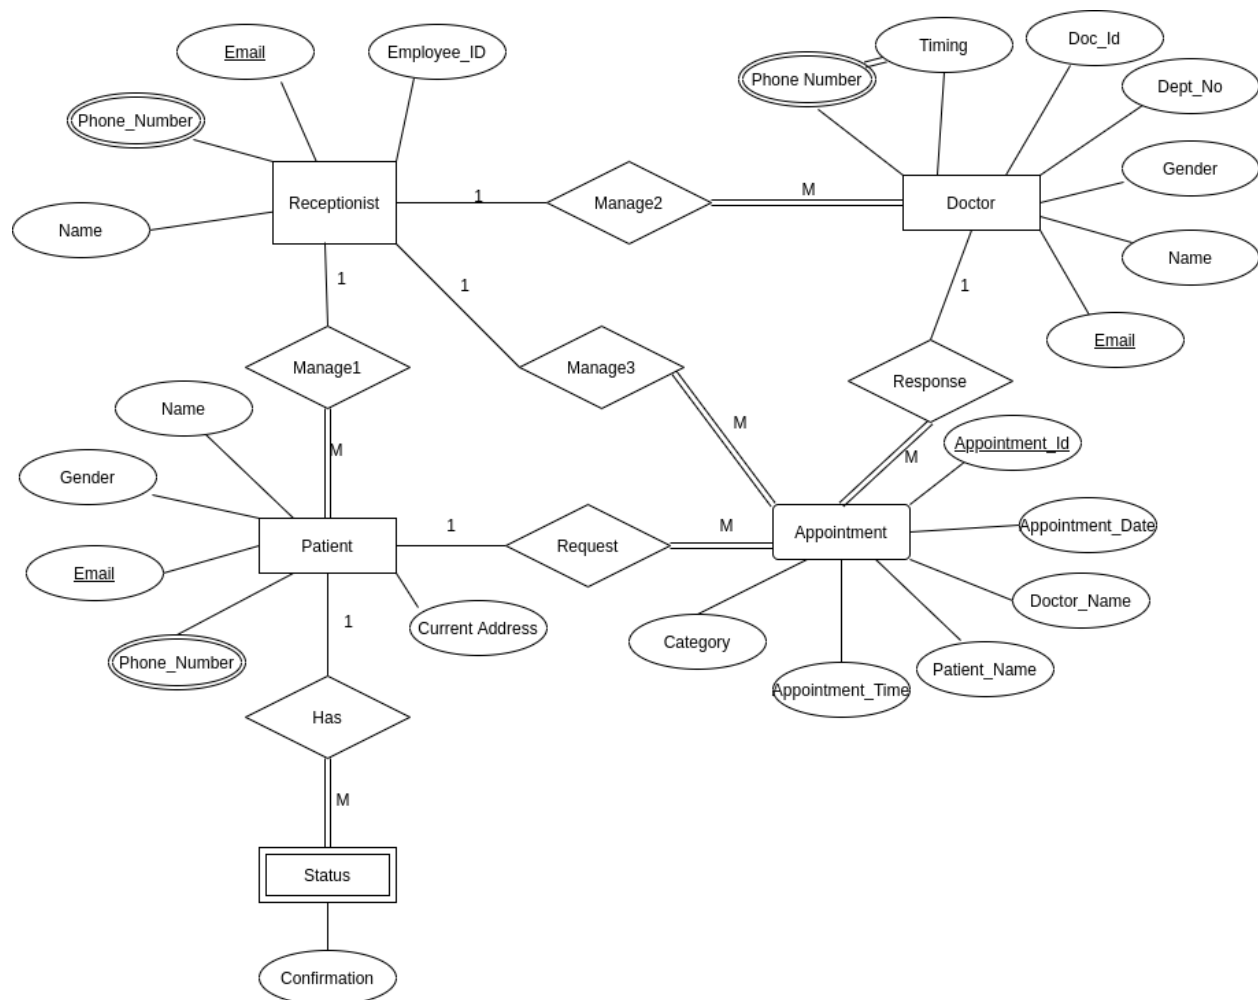 Timing
Doc_Id
Email
Employee_ID
Phone Number
Dept_No
Phone_Number
Gender
Receptionist
1
Manage2
M
Doctor
Name
Name
1
1
1
Email
Manage1
Manage3
Response
Name
M
M
M
Appointment_Id
Gender
Patient
1
Request
M
Appointment
Appointment_Date
Email
Doctor_Name
1
Current Address
Category
Patient_Name
Phone_Number
Appointment_Time
Has
M
Status
Confirmation